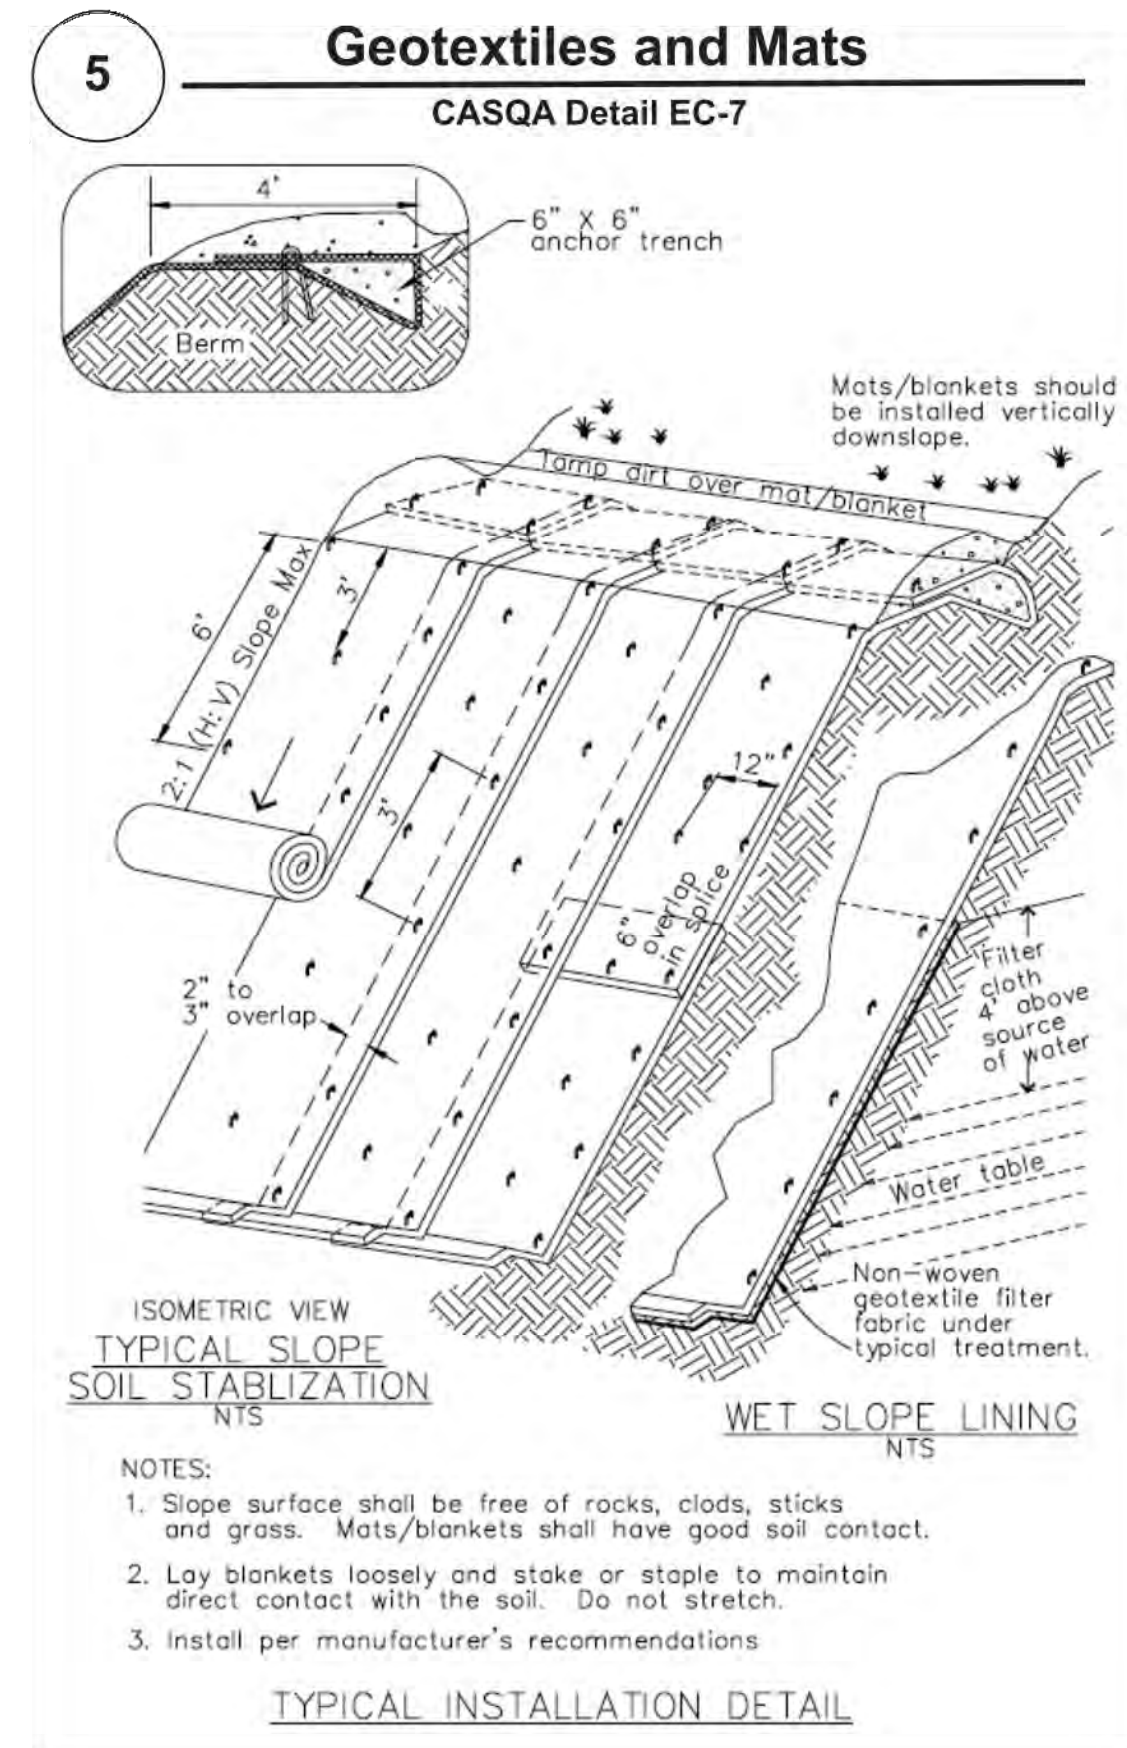 5
Geotextiles and Mats
CASQA Detail EC-7
4'
6" X 6"
anchor trench
Berm
Mats/blankets should
be installed vertically
downslope.
Tamp dirt over mat/blanket
6'
2:1 (H:V) Slope Max
3'
3'
12"
6"
overlap
in splice
2" to
3" overlap
Filter
cloth
4' above
source
of water
Water table
Non-woven
geotextile filter
fabric under
typical treatment.
ISOMETRIC VIEW
TYPICAL SLOPE
SOIL STABLIZATION
NTS
WET SLOPE LINING
NTS
NOTES:
1. Slope surface shall be free of rocks, clods, sticks
and grass. Mats/blankets shall have good soil contact.
2. Lay blankets loosely and stake or staple to maintain
direct contact with the soil. Do not stretch.
3. Install per manufacturer's recommendations
TYPICAL INSTALLATION DETAIL